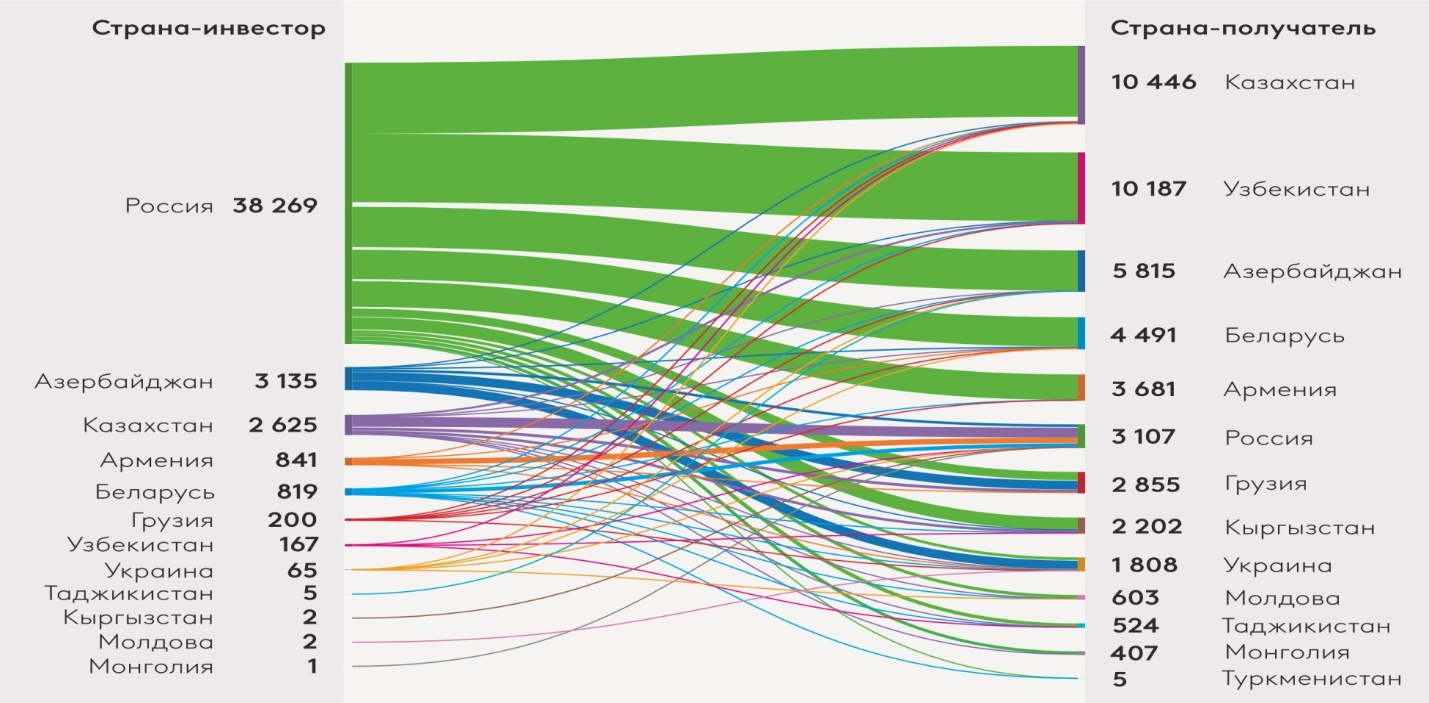 Страна-инвестор
Россия 38 269
Азербайджан 3 135
Казахстан 2 625
Армения 841
Беларусь 819
Грузия 200
Узбекистан 167
Украина 65
Таджикистан 5
Кыргызстан 2
Молдова 2
Монголия 1
Страна-получатель
10 446 Казахстан
10 187 Узбекистан
5 815 Азербайджан
4 491 Беларусь
3 681 Армения
3 107 Россия
2 855 Грузия
2 202 Кыргызстан
1 808 Украина
603 Молдова
524 Таджикистан
407 Монголия
5 Туркменистан